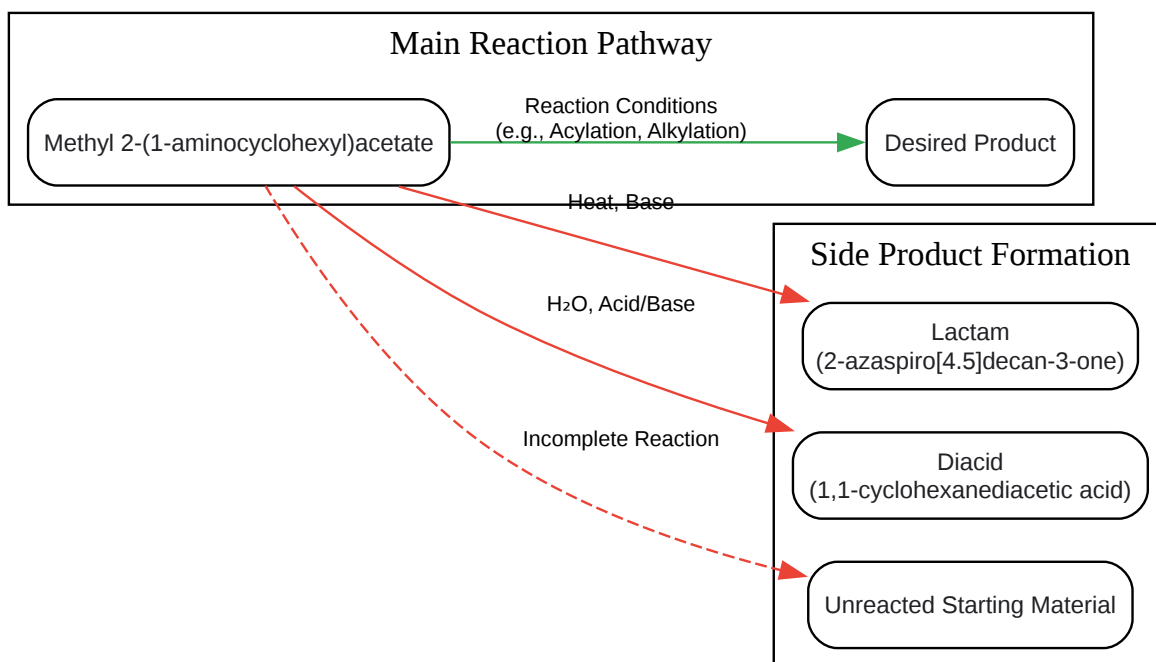 Main Reaction Pathway
Methyl 2-(1-aminocyclohexyl)acetate
Reaction Conditions
(e.g., Acylation, Alkylation)
Desired Product
Heat, Base
Side Product Formation
H₂O, Acid/Base
Lactam
(2-azaspiro[4.5]decan-3-one)
Incomplete Reaction
Diacid
(1,1-cyclohexanediacetic acid)
Unreacted Starting Material